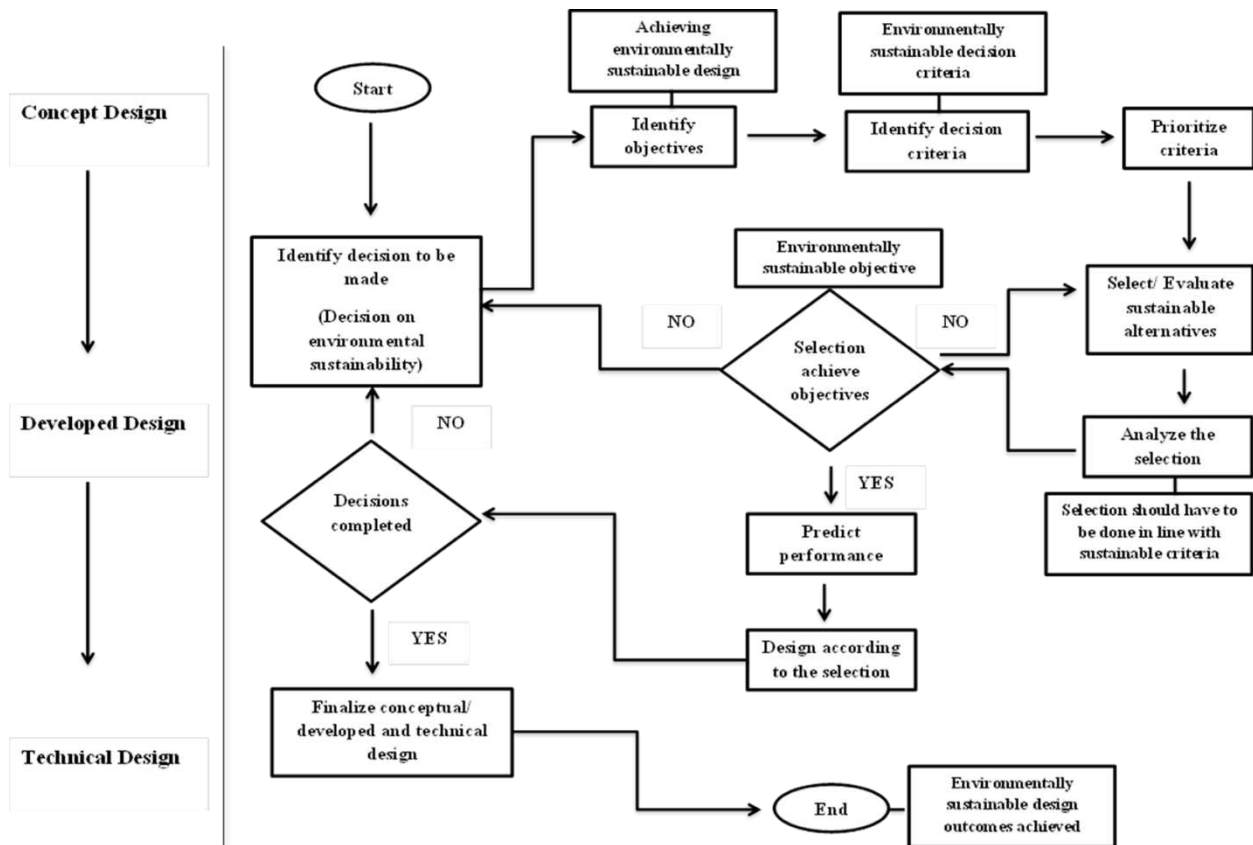 Concept Design
Developed Design
Technical Design
Start
Achieving
environmentally
sustainable design
Identify
objectives
Environmentally
sustainable decision
criteria
Identify decision
criteria
Prioritize
criteria
Identify decision to be
made
(Decision on
environmental
sustainability)
Environmentally
sustainable objective
NO
NO
Selection
achieve
objectives
Select/ Evaluate
sustainable
alternatives
NO
Analyze the
selection
YES
Selection should have to
be done in line with
sustainable criteria
Decisions
completed
Predict
performance
YES
Design according
to the selection
Finalize conceptual/
developed and technical
design
End
Environmentally
sustainable design
outcomes achieved